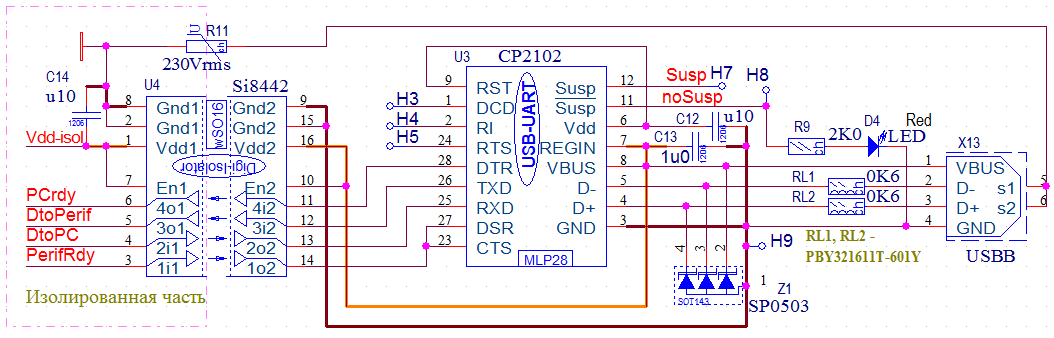 U R11
ch
230Vrms
C14
u10
1206
U4
Si8442
WSO16
Digi-Isolator
8 Gnd1 Gnd2 9
2 Gnd1 Gnd2 15
Vdd-isol 1 Vdd1 Vdd2 16
7 En1 En2 10
PCrdy 6 4o1 4i2 11
DtoPerif 5 3o1 3i2 12
DtoPC 4 2i1 2o2 13
PerifRdy 3 1i1 1o2 14
Изолированная часть
U3
CP2102
USB-UART
9 RST Susp 12
H3 1 DCD Susp 11
H4 2 RI Vdd 6
H5 24 RTS REGIN 7
28 DTR VBUS 8
26 TXD D- 5
25 RXD D+ 4
27 DSR GND 3
23 CTS
MLP28
Susp H7
noSusp H8
C12 u10
1206
C13
1u0
1206
R9 2K0
ch
D4 Red
LED
X13
1 VBUS s1 5
2 D- s2 6
3 D+
4 GND
USBB
RL1 ch 0K6
RL2 ch 0K6
H9
RL1, RL2 -
PBY321611T-601Y
4 3 2
1
SOT143
Z1
SP0503